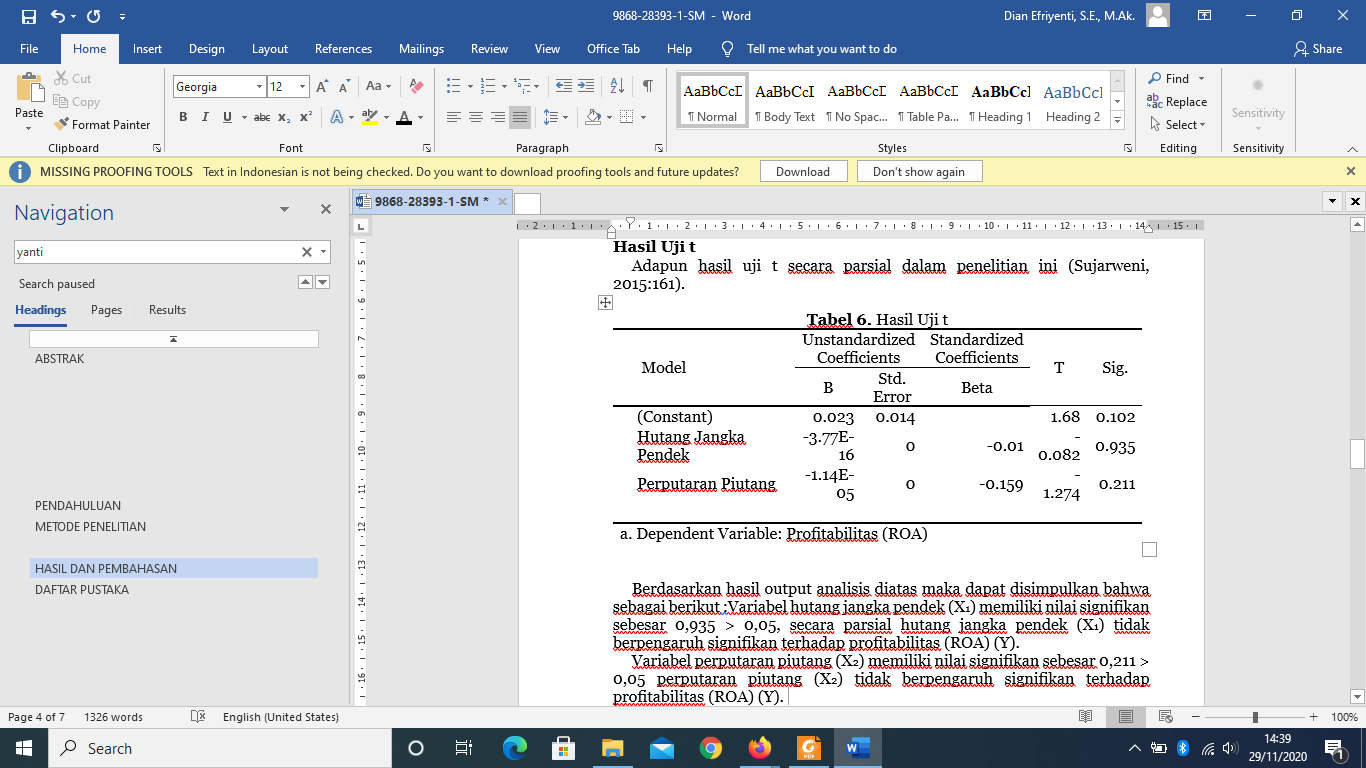 9868-28393-1-SM - Word
Dian Efriyenti, S.E., M.Ak.
File Home Insert Design Layout References Mailings Review View Office Tab Help Tell me what you want to do Share
Paste
Cut
Copy
Format Painter
Clipboard
Georgia 12
Font
Paragraph
AaBbCcD AaBbCcI AaBbCcD AaBbCcD AaBbCcI AaBbCcI
¶ Normal ¶ Body Text ¶ No Spac... ¶ Table Pa... ¶ Heading 1 Heading 2
Styles
Find
Replace
Select
Editing
Sensitivity
Sensitivity
MISSING PROOFING TOOLS Text in Indonesian is not being checked. Do you want to download proofing tools and future updates? Download Don't show again
Navigation
yanti
Search paused
Headings Pages Results
ABSTRAK
PENDAHULUAN
METODE PENELITIAN
HASIL DAN PEMBAHASAN
DAFTAR PUSTAKA
9868-28393-1-SM *
Hasil Uji t
Adapun hasil uji t secara parsial dalam penelitian ini (Sujarweni,
2015:161).
Tabel 6. Hasil Uji t
Model
Unstandardized
Coefficients
Standardized
Coefficients
T
Sig.
B
Std.
Error
Beta
(Constant) 0.023 0.014 1.68 0.102
Hutang Jangka
Pendek
-3.77E-
16
0
-0.01
-
0.082
0.935
Perputaran Piutang
-1.14E-
05
0
-0.159
-
1.274
0.211
a. Dependent Variable: Profitabilitas (ROA)
Berdasarkan hasil output analisis diatas maka dapat disimpulkan bahwa
sebagai berikut ;Variabel hutang jangka pendek (X1) memiliki nilai signifikan
sebesar 0,935 > 0,05, secara parsial hutang jangka pendek (X1) tidak
berpengaruh signifikan terhadap profitabilitas (ROA) (Y).
Variabel perputaran piutang (X2) memiliki nilai signifikan sebesar 0,211 >
0,05 perputaran piutang (X2) tidak berpengaruh signifikan terhadap
profitabilitas (ROA) (Y).
Page 4 of 7 1326 words English (United States) 100%
Search
14:39
29/11/2020